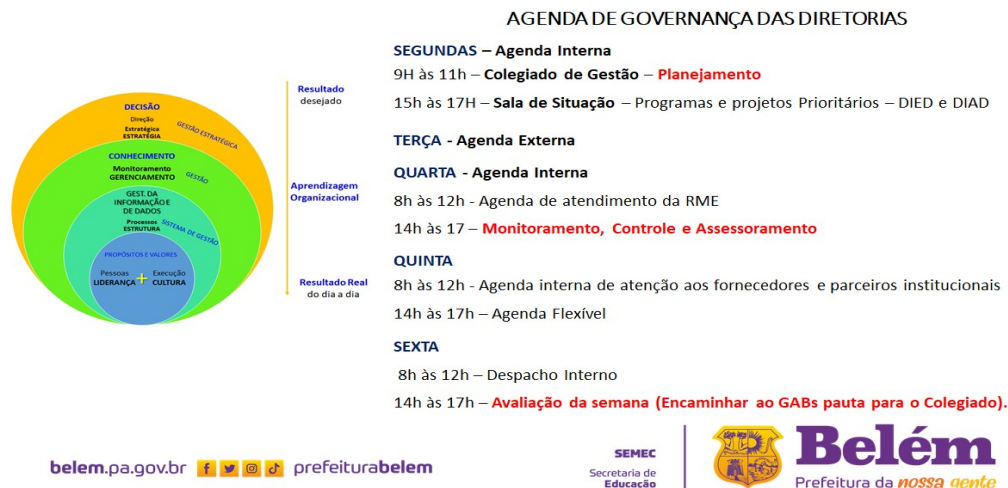 AGENDA DE GOVERNANÇA DAS DIRETORIAS
SEGUNDAS – Agenda Interna
9H às 11h – Colegiado de Gestão – Planejamento
15h às 17H – Sala de Situação – Programas e projetos Prioritários – DIED e DIAD
TERÇA - Agenda Externa
QUARTA - Agenda Interna
8h às 12h - Agenda de atendimento da RME
14h às 17 – Monitoramento, Controle e Assessoramento
QUINTA
8h às 12h - Agenda interna de atenção aos fornecedores e parceiros institucionais
14h às 17h – Agenda Flexível
SEXTA
8h às 12h – Despacho Interno
14h às 17h – Avaliação da semana (Encaminhar ao GABs pauta para o Colegiado).
DECISÃO
Direção
Estratégica
ESTRATÉGIA
GESTÃO ESTRATÉGICA
CONHECIMENTO
Monitoramento
GERENCIAMENTO
GESTÃO
GEST. DA
INFORMAÇÃO E
DE DADOS
Processos
ESTRUTURA
SISTEMA DE GESTÃO
PROPÓSITOS E VALORES
Pessoas + Execução
LIDERANÇA CULTURA
Resultado
desejado
Aprendizagem
Organizacional
Resultado Real
do dia a dia
belem.pa.gov.br prefeiturabelem
SEMEC
Secretaria de
Educação
Belém
Prefeitura da nossa gente